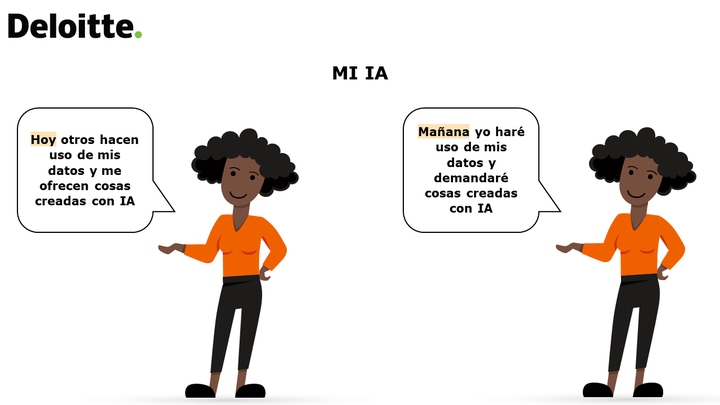 Deloitte.
MI IA
Hoy otros hacen
uso de mis
datos y me
ofrecen cosas
creadas con IA
Mañana yo haré
uso de mis
datos y
demandaré
cosas creadas
con IA